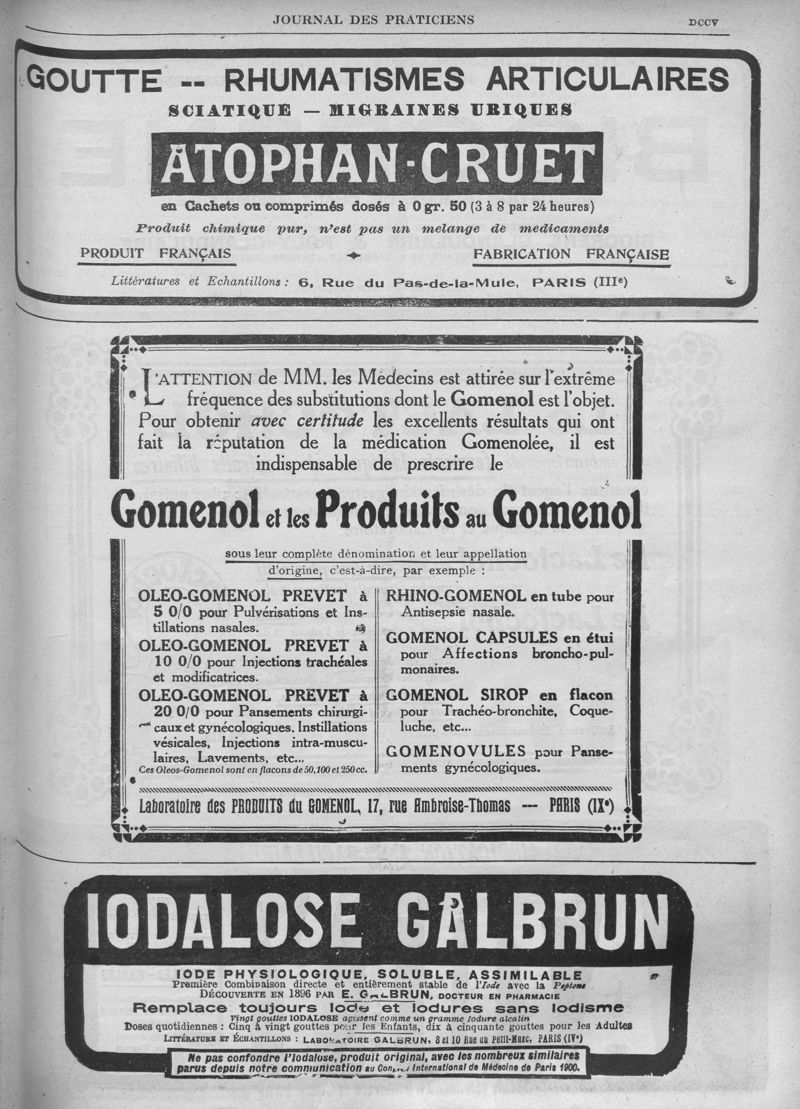 JOURNAL DES PRATICIENS
DCCV
GOUTTE -- RHUMATISMES ARTICULAIRES
SCIATIQUE — MIGRAINES URIQUES
ATOPHAN-CRUET
en Cachets ou comprimés dosés à 0 gr. 50 (3 à 8 par 24 heures)
Produit chimique pur, n'est pas un melange de medicaments
PRODUIT FRANÇAIS
FABRICATION FRANÇAISE
Littératures et Echantillons : 6, Rue du Pas-de-la-Mule, PARIS (IIIe)
L'ATTENTION de MM. les Médecins est attirée sur l'extrême
fréquence des substitutions dont le Gomenol est l'objet.
Pour obtenir avec certitude les excellents résultats qui ont
fait la réputation de la médication Gomenolée, il est
indispensable de prescrire le
Gomenol et les Produits au Gomenol
sous leur complète dénomination et leur appellation
d'origine, c'est-à-dire, par exemple :
OLEO-GOMENOL PREVET à
5 0/0 pour Pulvérisations et Ins-
tillations nasales.
OLEO-GOMENOL PREVET à
10 0/0 pour Injections trachéales
et modificatrices.
OLEO-GOMENOL PREVET à
20 0/0 pour Pansements chirurgi-
caux et gynécologiques, Instillations
vésicales, Injections intra-muscu-
laires, Lavements, etc...
Ces Oleos-Gomenol sont en flacons de 50, 100 et 250 cc.
RHINO-GOMENOL en tube pour
Antisepsie nasale.
GOMENOL CAPSULES en étui
pour Affections broncho-pul-
monaires.
GOMENOL SIROP en flacon
pour Trachéo-bronchite, Coque-
luche, etc...
GOMENOVULES pour Panse-
ments gynécologiques.
Laboratoire des PRODUITS du GOMENOL, 17, rue Ambroise-Thomas --- PARIS (IXe)
IODALOSE GALBRUN
IODE PHYSIOLOGIQUE, SOLUBLE, ASSIMILABLE
Première Combinaison directe et entièrement stable de l'Iode avec la Peptone
DÉCOUVERTE EN 1896 PAR E. GALBRUN, DOCTEUR EN PHARMACIE
Remplace toujours Iode et Iodures sans Iodisme
Vingt gouttes IODALOSE agissent comme un gramme Iodure alcalin
Doses quotidiennes : Cinq à vingt gouttes pour les Enfants, dix à cinquante gouttes pour les Adultes
LITTÉRATURE ET ÉCHANTILLONS : LABORATOIRE GALBRUN, 8 et 10 Rue du Petit-Musc, PARIS (IVe)
Ne pas confondre l'Iodalose, produit original, avec les nombreux similaires
parus depuis notre communication au Congrès International de Médecine de Paris 1900.